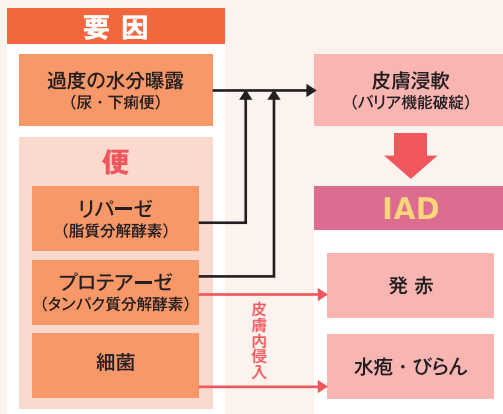 要因
過度の水分曝露
（尿・下痢便）
皮膚浸軟
（バリア機能破綻）
便
リパーゼ
（脂質分解酵素）
IAD
プロテアーゼ
（タンパク質分解酵素）
発赤
皮膚内侵入
細菌
水疱・びらん